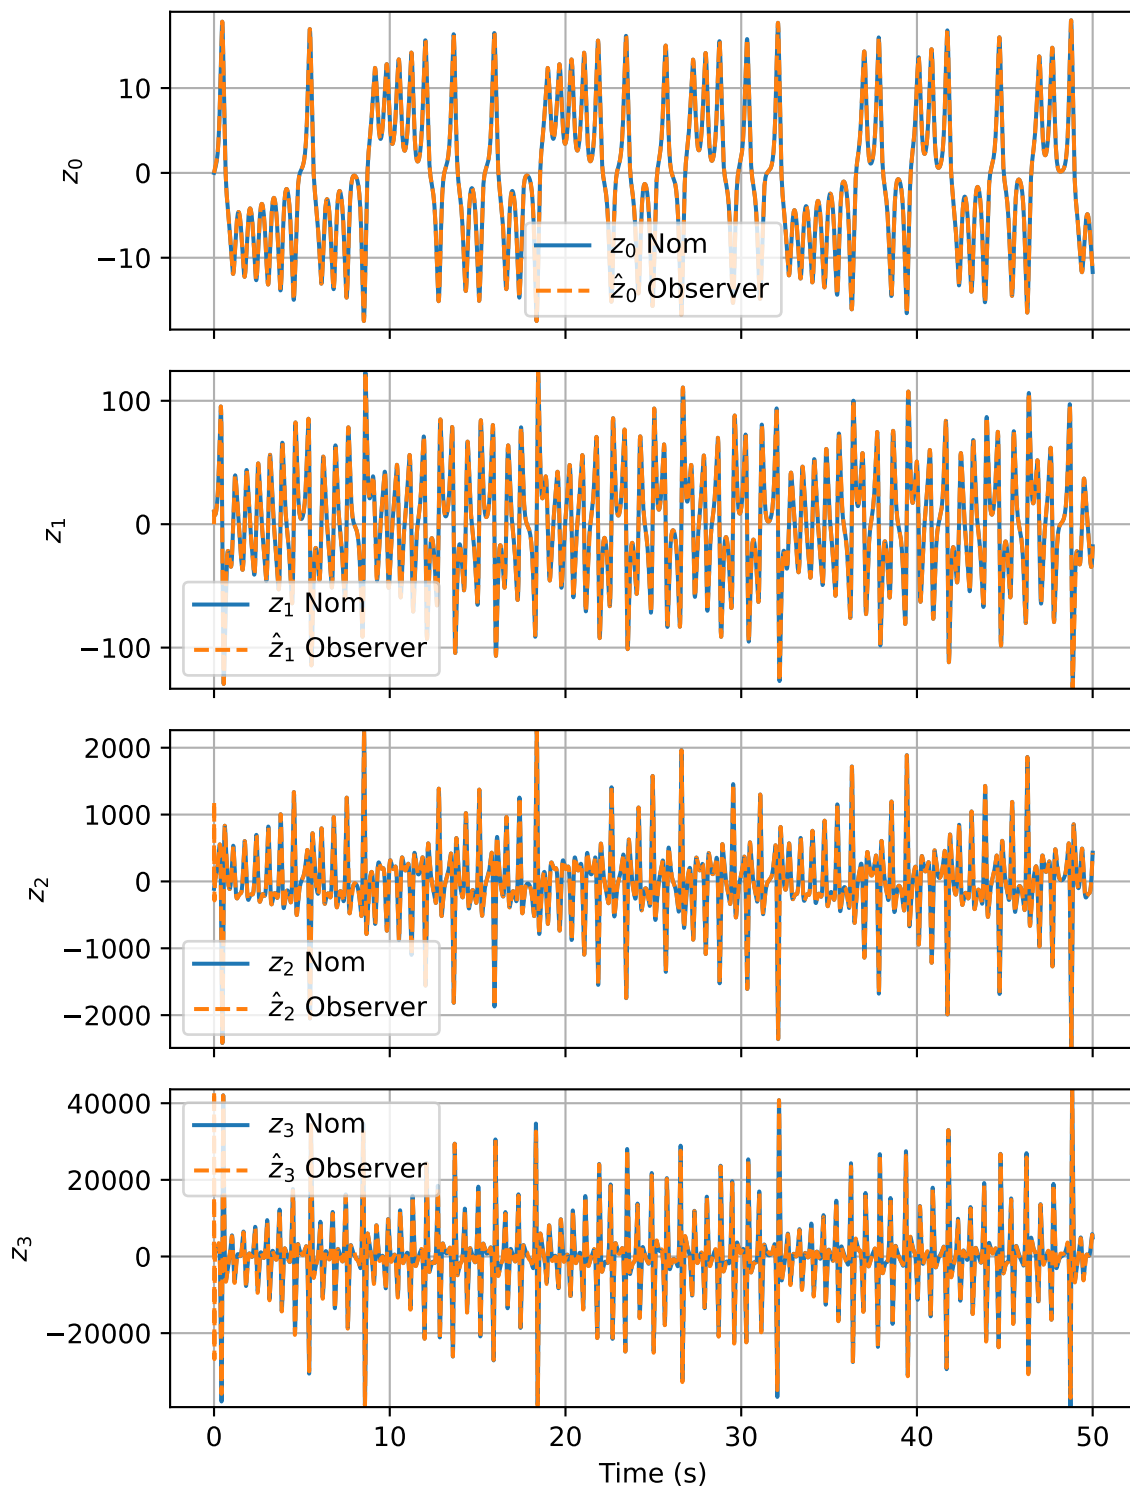 10
0
−10
z0
z0 Nom
ẑ0 Observer
100
0
−100
z1
z1 Nom
ẑ1 Observer
2000
1000
0
−1000
−2000
z2
z2 Nom
ẑ2 Observer
40000
20000
0
−20000
z3
z3 Nom
ẑ3 Observer
0 10 20 30 40 50
Time (s)